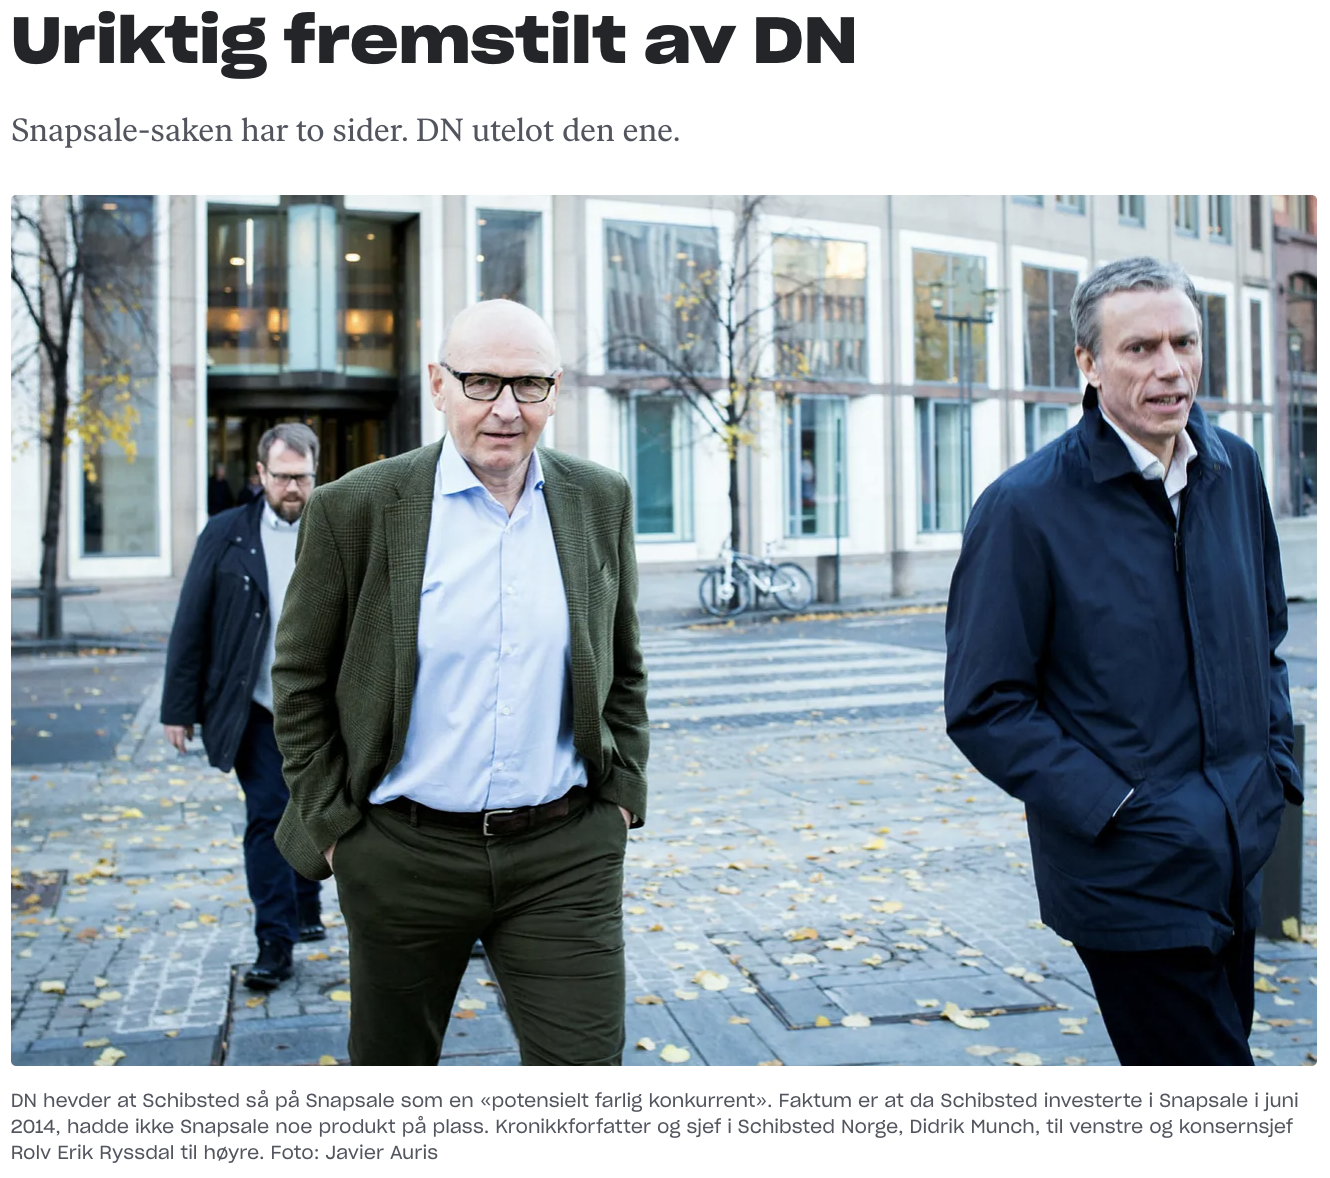 Uriktig fremstilt av DN
Snapsale-saken har to sider. DN utelot den ene.
DN hevder at Schibsted så på Snapsale som en «potensielt farlig konkurrent». Faktum er at da Schibsted investerte i Snapsale i juni
2014, hadde ikke Snapsale noe produkt på plass. Kronikkforfatter og sjef i Schibsted Norge, Didrik Munch, til venstre og konsernsjef
Rolv Erik Ryssdal til høyre. Foto: Javier Auris